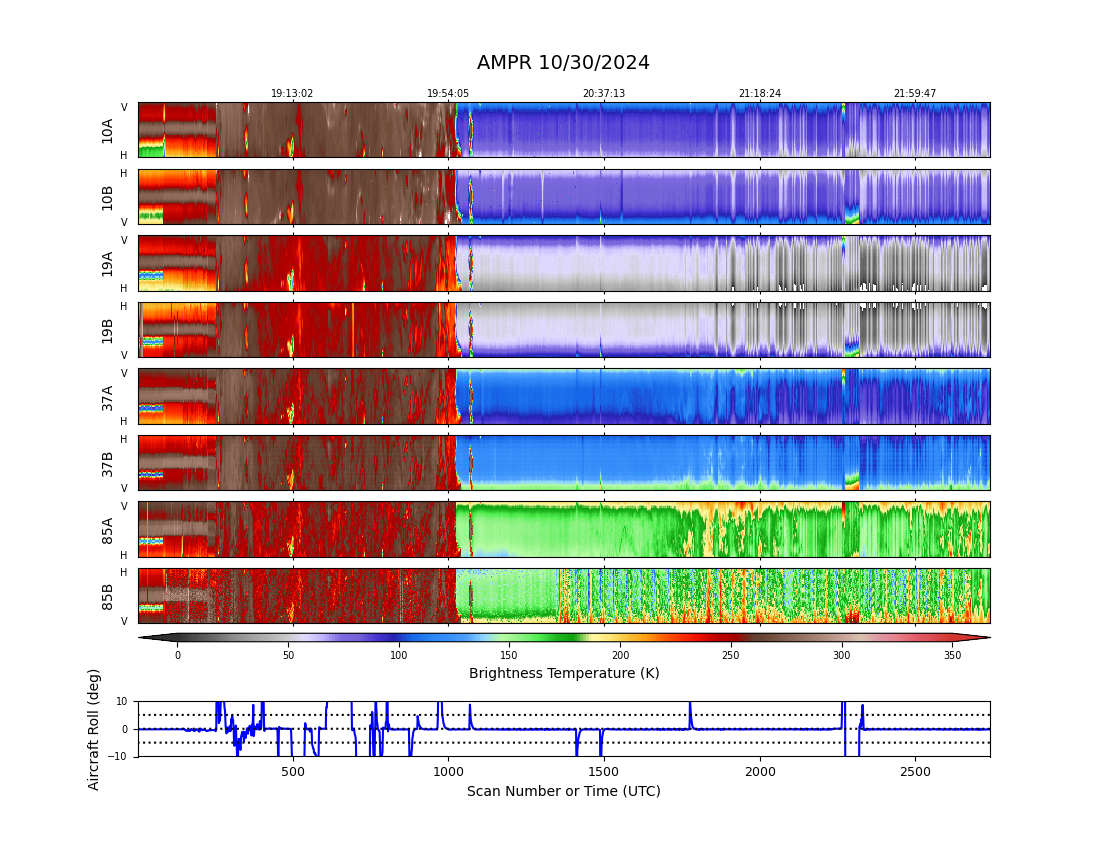 AMPR 10/30/2024
19:13:02 19:54:05 20:37:13 21:18:24 21:59:47
V
10A
H
H
10B
V
V
19A
H
H
19B
V
V
37A
H
H
37B
V
V
85A
H
H
85B
V
0 50 100 150 200 250 300 350
Brightness Temperature (K)
Aircraft Roll (deg)
10
0
−10
500 1000 1500 2000 2500
Scan Number or Time (UTC)